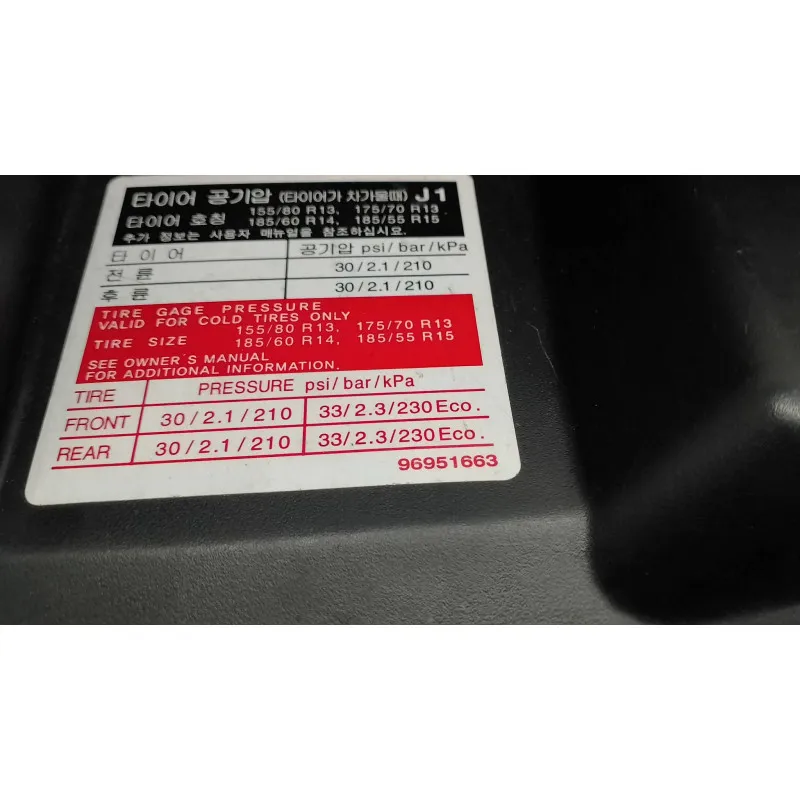 타이어 공기압 (타이어가 차가울때) J1
타이어 호칭 155/80 R13, 175/70 R13
185/60 R14, 185/55 R15
추가 정보는 사용자 매뉴얼을 참조하십시요.
타 이 어 공기압 psi/bar/kPa
전 륜 30/2.1/210
후 륜 30/2.1/210
TIRE GAGE PRESSURE
VALID FOR COLD TIRES ONLY
TIRE SIZE 155/80 R13, 175/70 R13
185/60 R14, 185/55 R15
SEE OWNER'S MANUAL
FOR ADDITIONAL INFORMATION.
TIRE PRESSURE psi/bar/kPa
FRONT 30/2.1/210 33/2.3/230 Eco.
REAR 30/2.1/210 33/2.3/230 Eco.
96951663